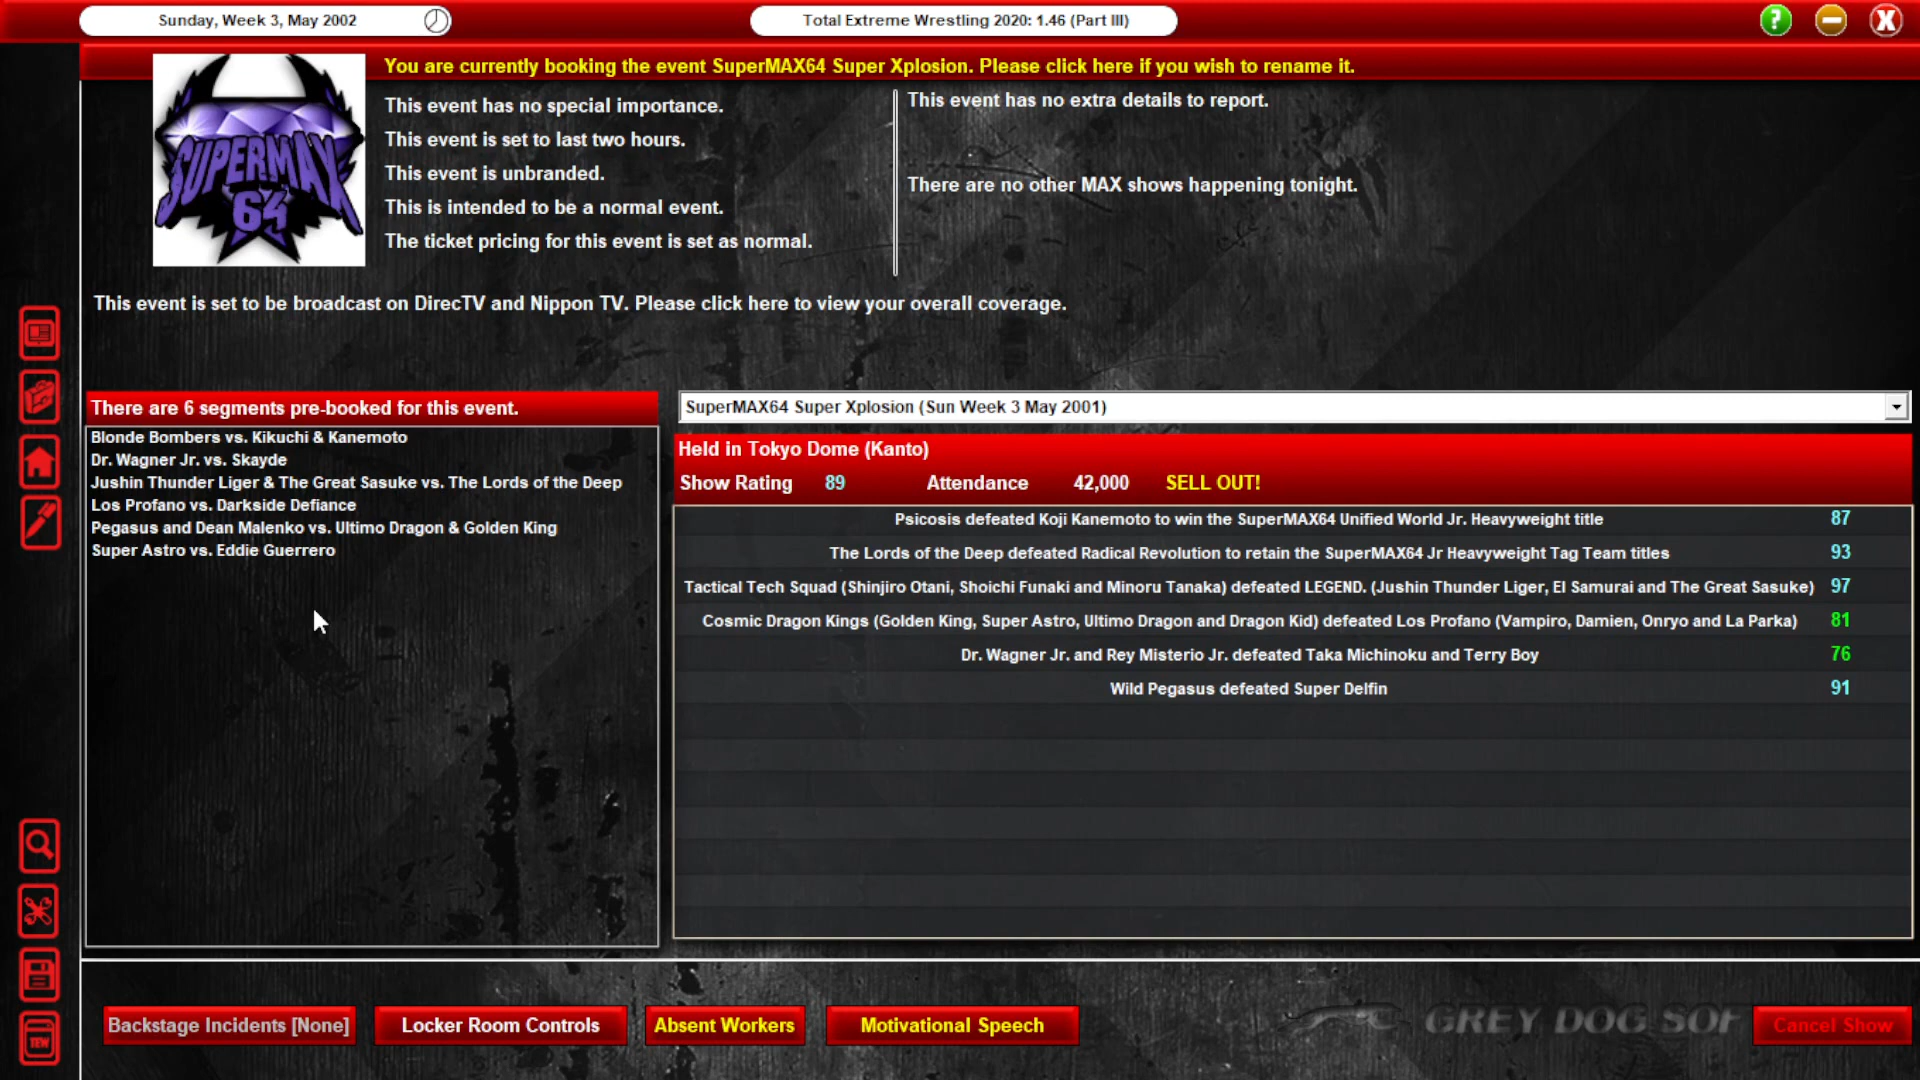 Sunday, Week 3, May 2002
Total Extreme Wrestling 2020: 1.46 (Part III)
?
X
You are currently booking the event SuperMAX64 Super Xplosion. Please click here if you wish to rename it.
SUPERMAX
64
This event has no special importance.
This event is set to last two hours.
This event is unbranded.
This is intended to be a normal event.
The ticket pricing for this event is set as normal.
This event has no extra details to report.
There are no other MAX shows happening tonight.
This event is set to be broadcast on DirecTV and Nippon TV. Please click here to view your overall coverage.
There are 6 segments pre-booked for this event.
Blonde Bombers vs. Kikuchi & Kanemoto
Dr. Wagner Jr. vs. Skayde
Jushin Thunder Liger & The Great Sasuke vs. The Lords of the Deep
Los Profano vs. Darkside Defiance
Pegasus and Dean Malenko vs. Ultimo Dragon & Golden King
Super Astro vs. Eddie Guerrero
SuperMAX64 Super Xplosion (Sun Week 3 May 2001)
Held in Tokyo Dome (Kanto)
Show Rating 89 Attendance 42,000 SELL OUT!
Psicosis defeated Koji Kanemoto to win the SuperMAX64 Unified World Jr. Heavyweight title 87
The Lords of the Deep defeated Radical Revolution to retain the SuperMAX64 Jr Heavyweight Tag Team titles 93
Tactical Tech Squad (Shinjiro Otani, Shoichi Funaki and Minoru Tanaka) defeated LEGEND. (Jushin Thunder Liger, El Samurai and The Great Sasuke) 97
Cosmic Dragon Kings (Golden King, Super Astro, Ultimo Dragon and Dragon Kid) defeated Los Profano (Vampiro, Damien, Onryo and La Parka) 81
Dr. Wagner Jr. and Rey Misterio Jr. defeated Taka Michinoku and Terry Boy 76
Wild Pegasus defeated Super Delfin 91
TEW
Backstage Incidents [None]
Locker Room Controls
Absent Workers
Motivational Speech
GREY DOG SOF
Cancel Show